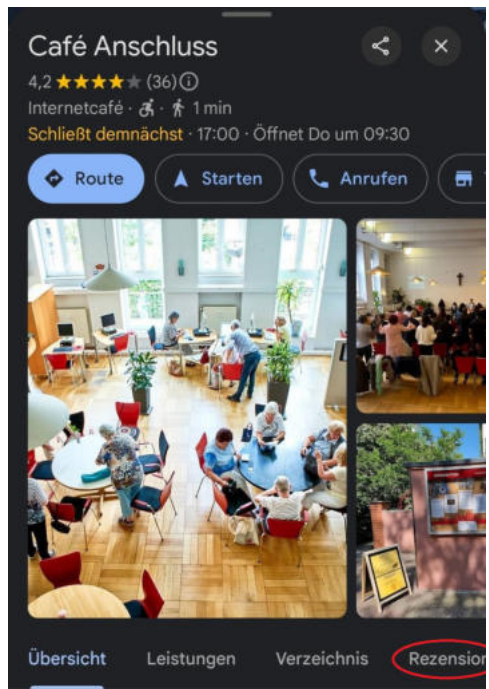 Café Anschluss
4,2 ★★★★★ (36)
Internetcafé · 1 min
Schließt demnächst · 17:00 · Öffnet Do um 09:30
Route Starten Anrufen
Übersicht Leistungen Verzeichnis Rezension